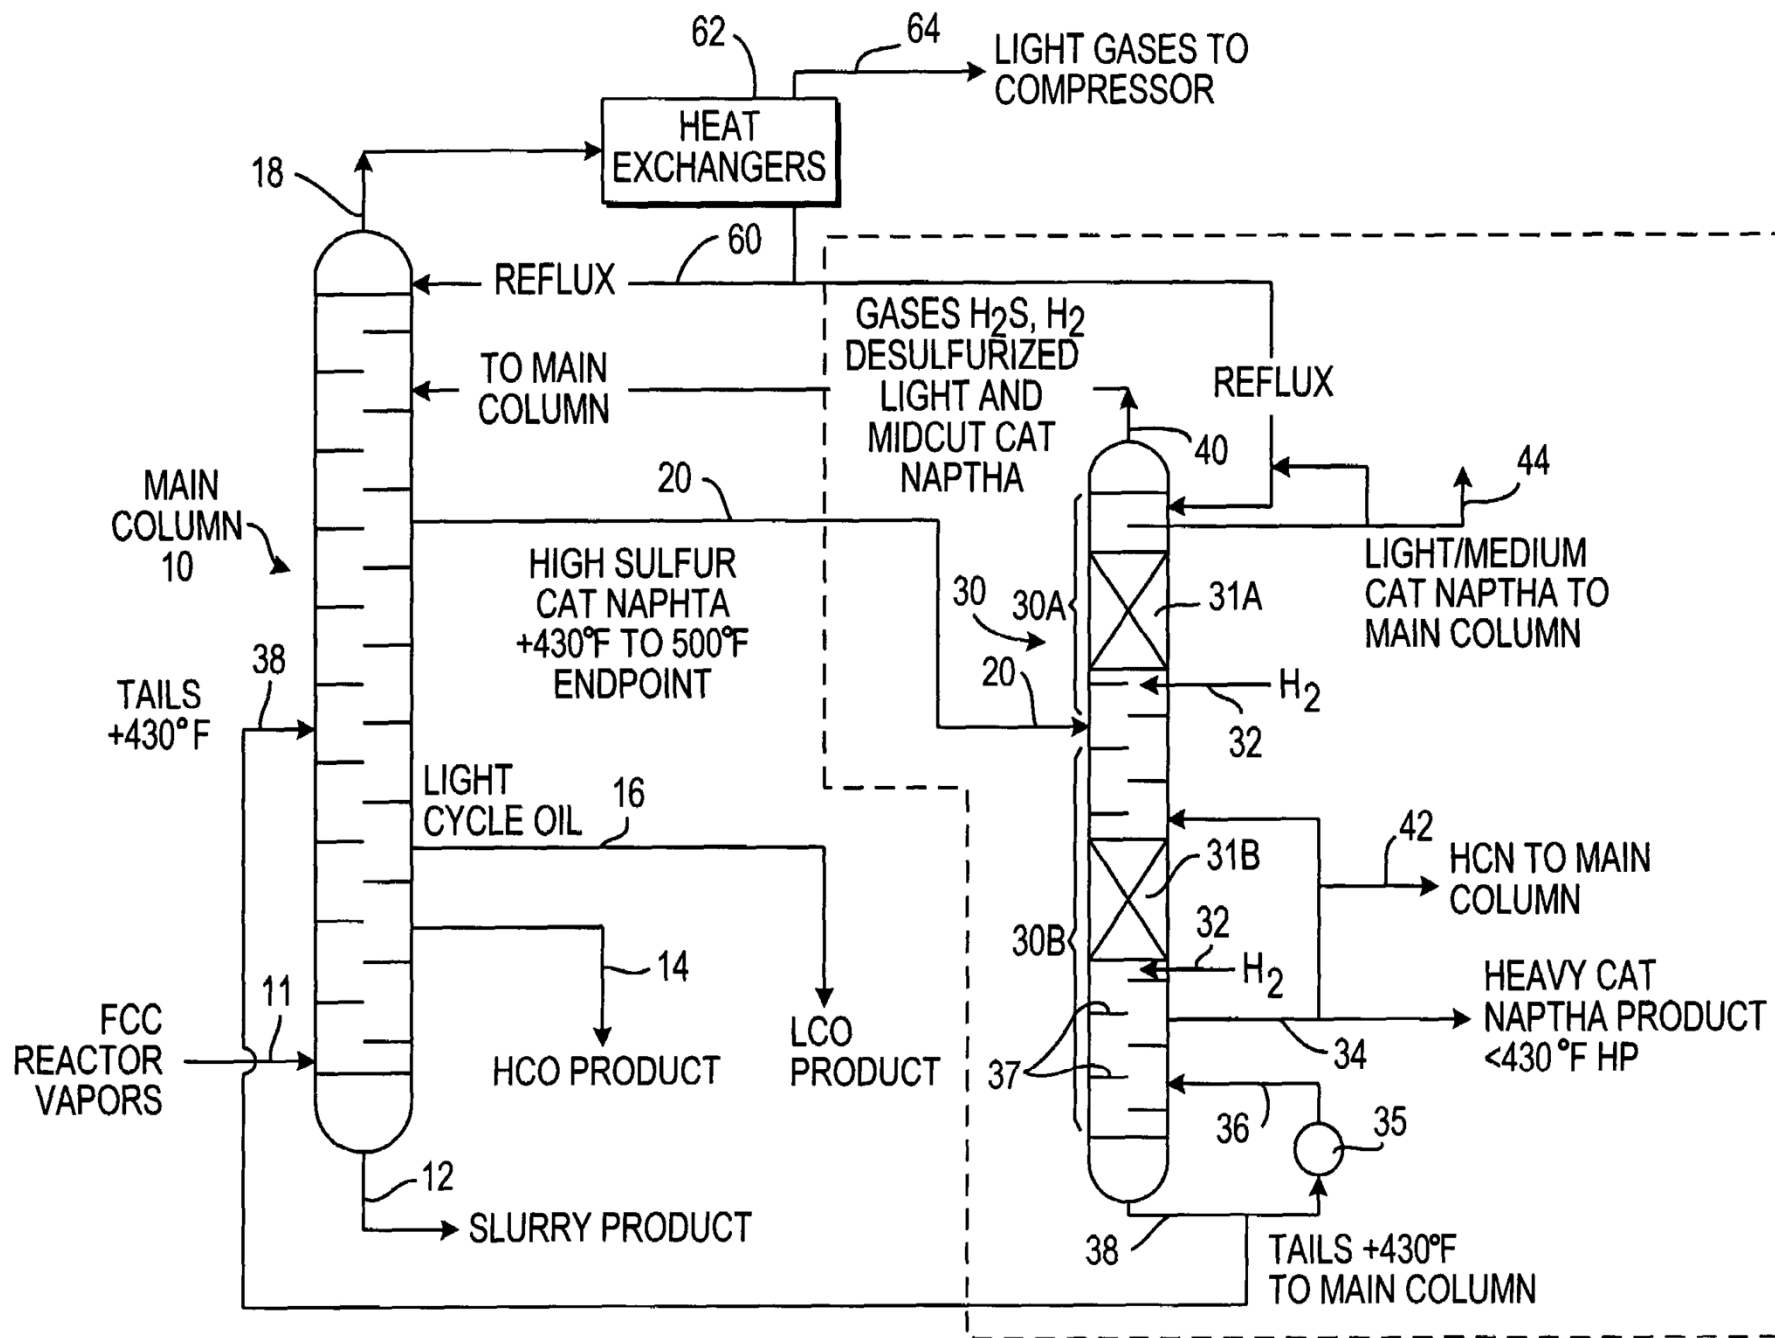 62
64
LIGHT GASES TO
COMPRESSOR
HEAT
EXCHANGERS
18
60
REFLUX
GASES H2S, H2
DESULFURIZED
LIGHT AND
MIDCUT CAT
NAPTHA
TO MAIN
COLUMN
REFLUX
40
44
MAIN
COLUMN
10
20
HIGH SULFUR
CAT NAPHTA
+430°F TO 500°F
ENDPOINT
LIGHT/MEDIUM
CAT NAPTHA TO
MAIN COLUMN
30
30A
31A
20
H2
32
38
TAILS
+430°F
LIGHT
CYCLE OIL
16
42
HCN TO MAIN
COLUMN
31B
30B
32
H2
14
11
FCC
REACTOR
VAPORS
HCO PRODUCT
LCO
PRODUCT
37
34
HEAVY CAT
NAPTHA PRODUCT
<430°F HP
36
35
12
SLURRY PRODUCT
38
TAILS +430°F
TO MAIN COLUMN